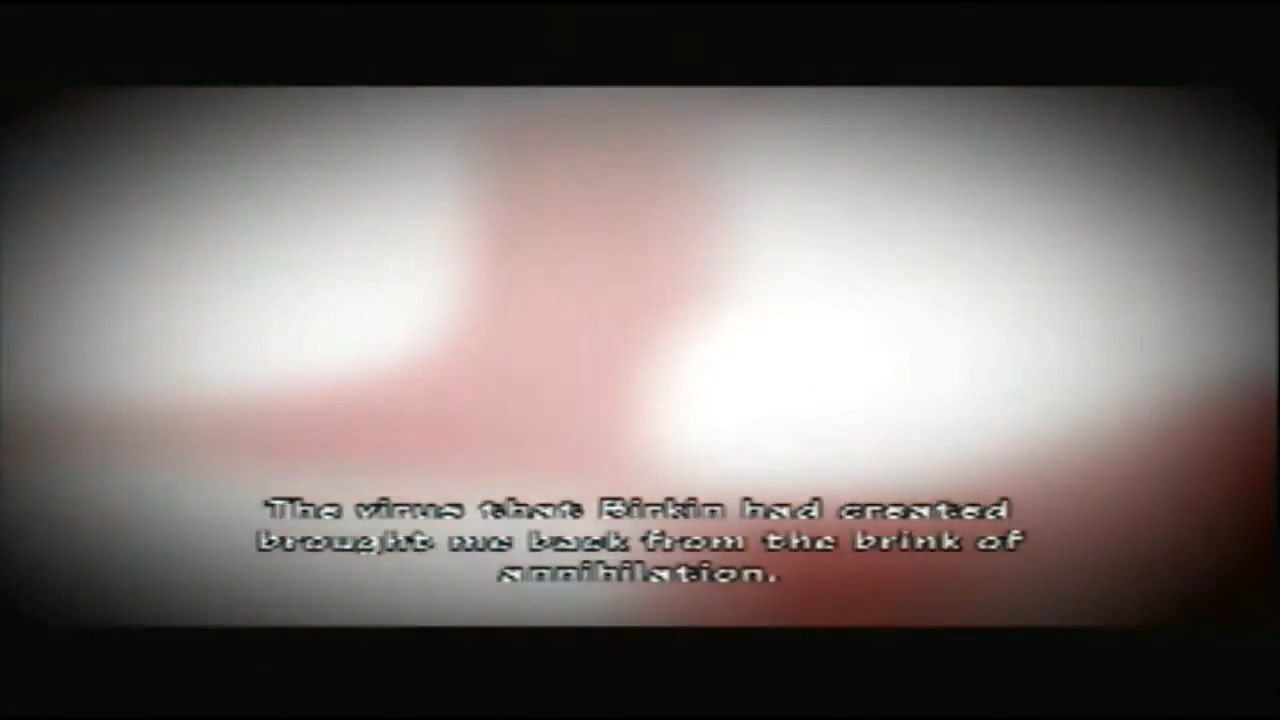 The virus that Birkin had created
brought me back from the brink of
annihilation.